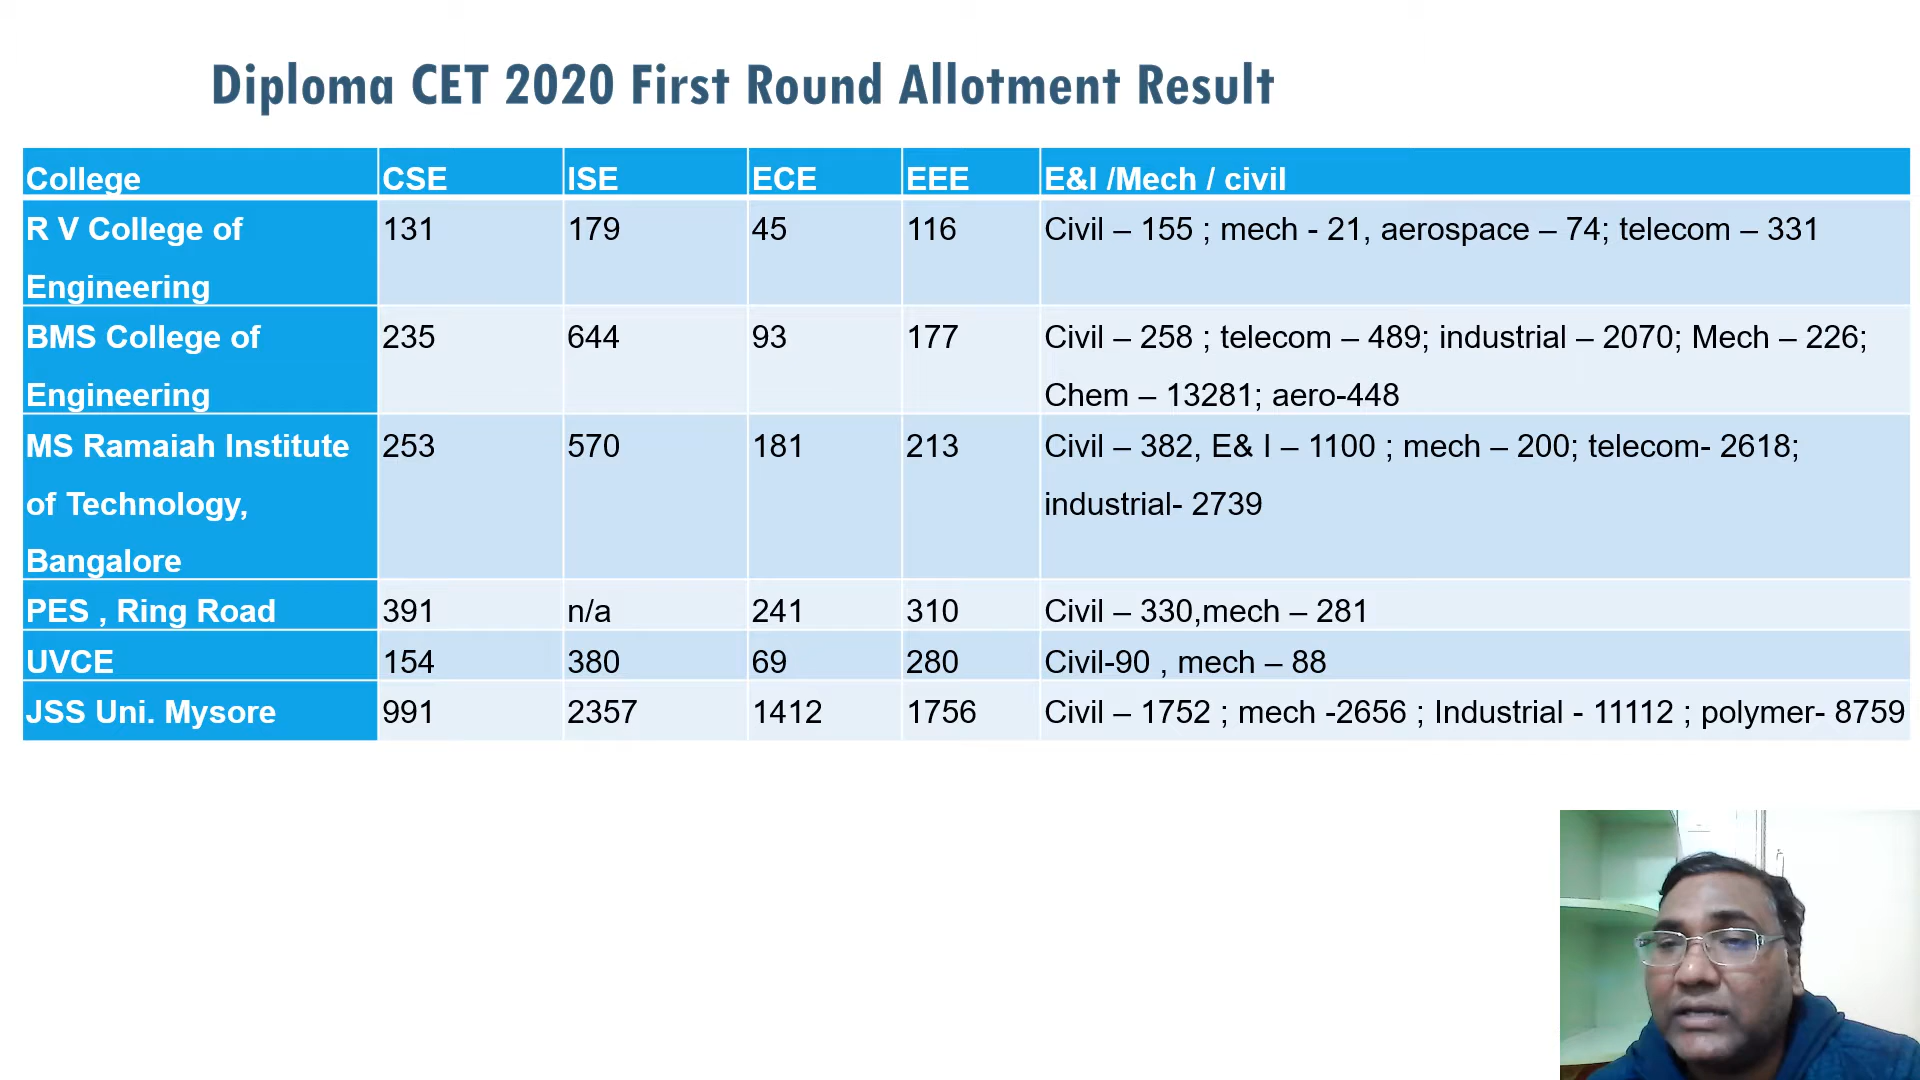 Diploma CET 2020 First Round Allotment Result
College CSE ISE ECE EEE E&I /Mech / civil
R V College of 131 179 45 116 Civil – 155 ; mech - 21, aerospace – 74; telecom – 331
Engineering
BMS College of 235 644 93 177 Civil – 258 ; telecom – 489; industrial – 2070; Mech – 226;
Engineering Chem – 13281; aero-448
MS Ramaiah Institute 253 570 181 213 Civil – 382, E& I – 1100 ; mech – 200; telecom- 2618;
of Technology, industrial- 2739
Bangalore
PES , Ring Road 391 n/a 241 310 Civil – 330,mech – 281
UVCE 154 380 69 280 Civil-90 , mech – 88
JSS Uni. Mysore 991 2357 1412 1756 Civil – 1752 ; mech -2656 ; Industrial - 11112 ; polymer- 8759